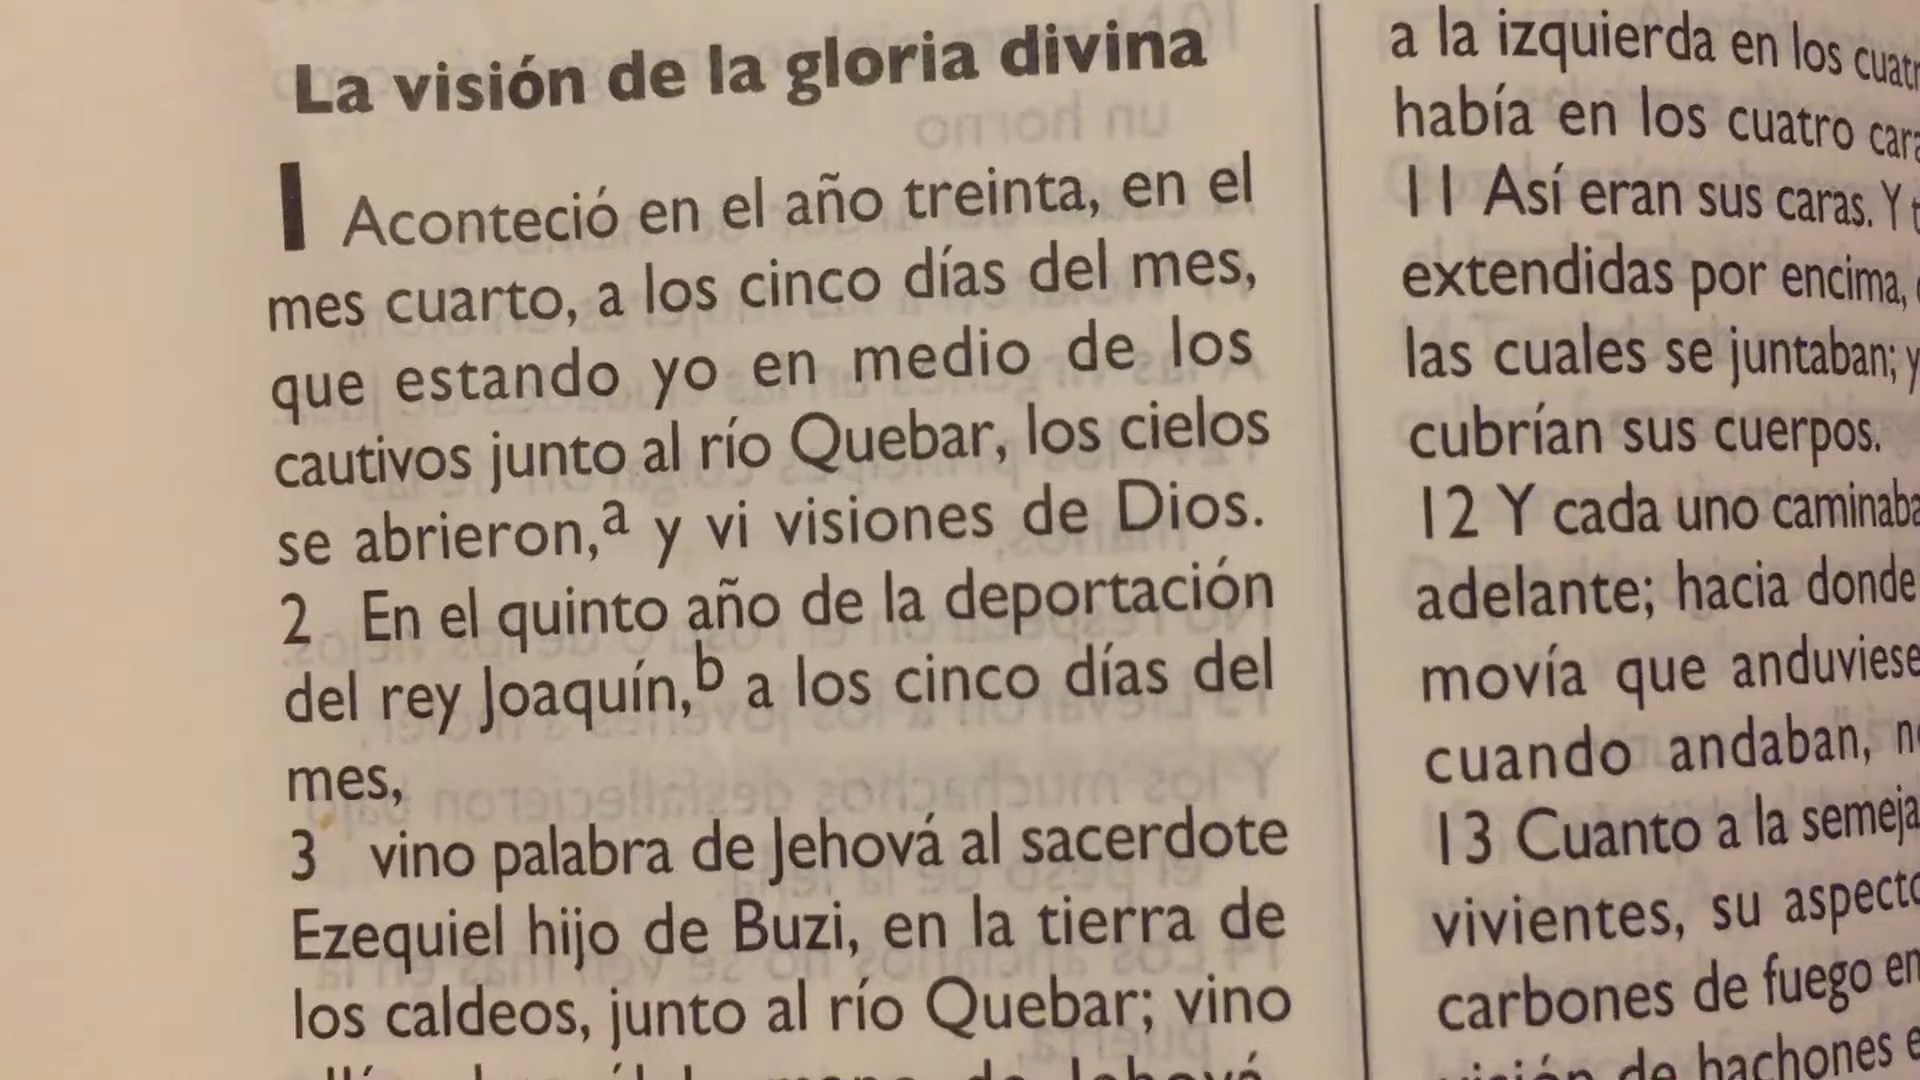 La visión de la gloria divina
1 Aconteció en el año treinta, en el
mes cuarto, a los cinco días del mes,
que estando yo en medio de los
cautivos junto al río Quebar, los cielos
se abrieron,a y vi visiones de Dios.
2 En el quinto año de la deportación
del rey Joaquín,b a los cinco días del
mes,
3 vino palabra de Jehová al sacerdote
Ezequiel hijo de Buzi, en la tierra de
los caldeos, junto al río Quebar; vino
a la izquierda en los
había en los cuatro
11 Así eran sus caras. Y
extendidas por encima,
las cuales se juntaban; y
cubrían sus cuerpos.
12 Y cada uno caminaba
adelante; hacia donde
movía que anduviese
cuando andaban,
13 Cuanto a la
vivientes, su aspecto
carbones de fuego en
visión de hachones